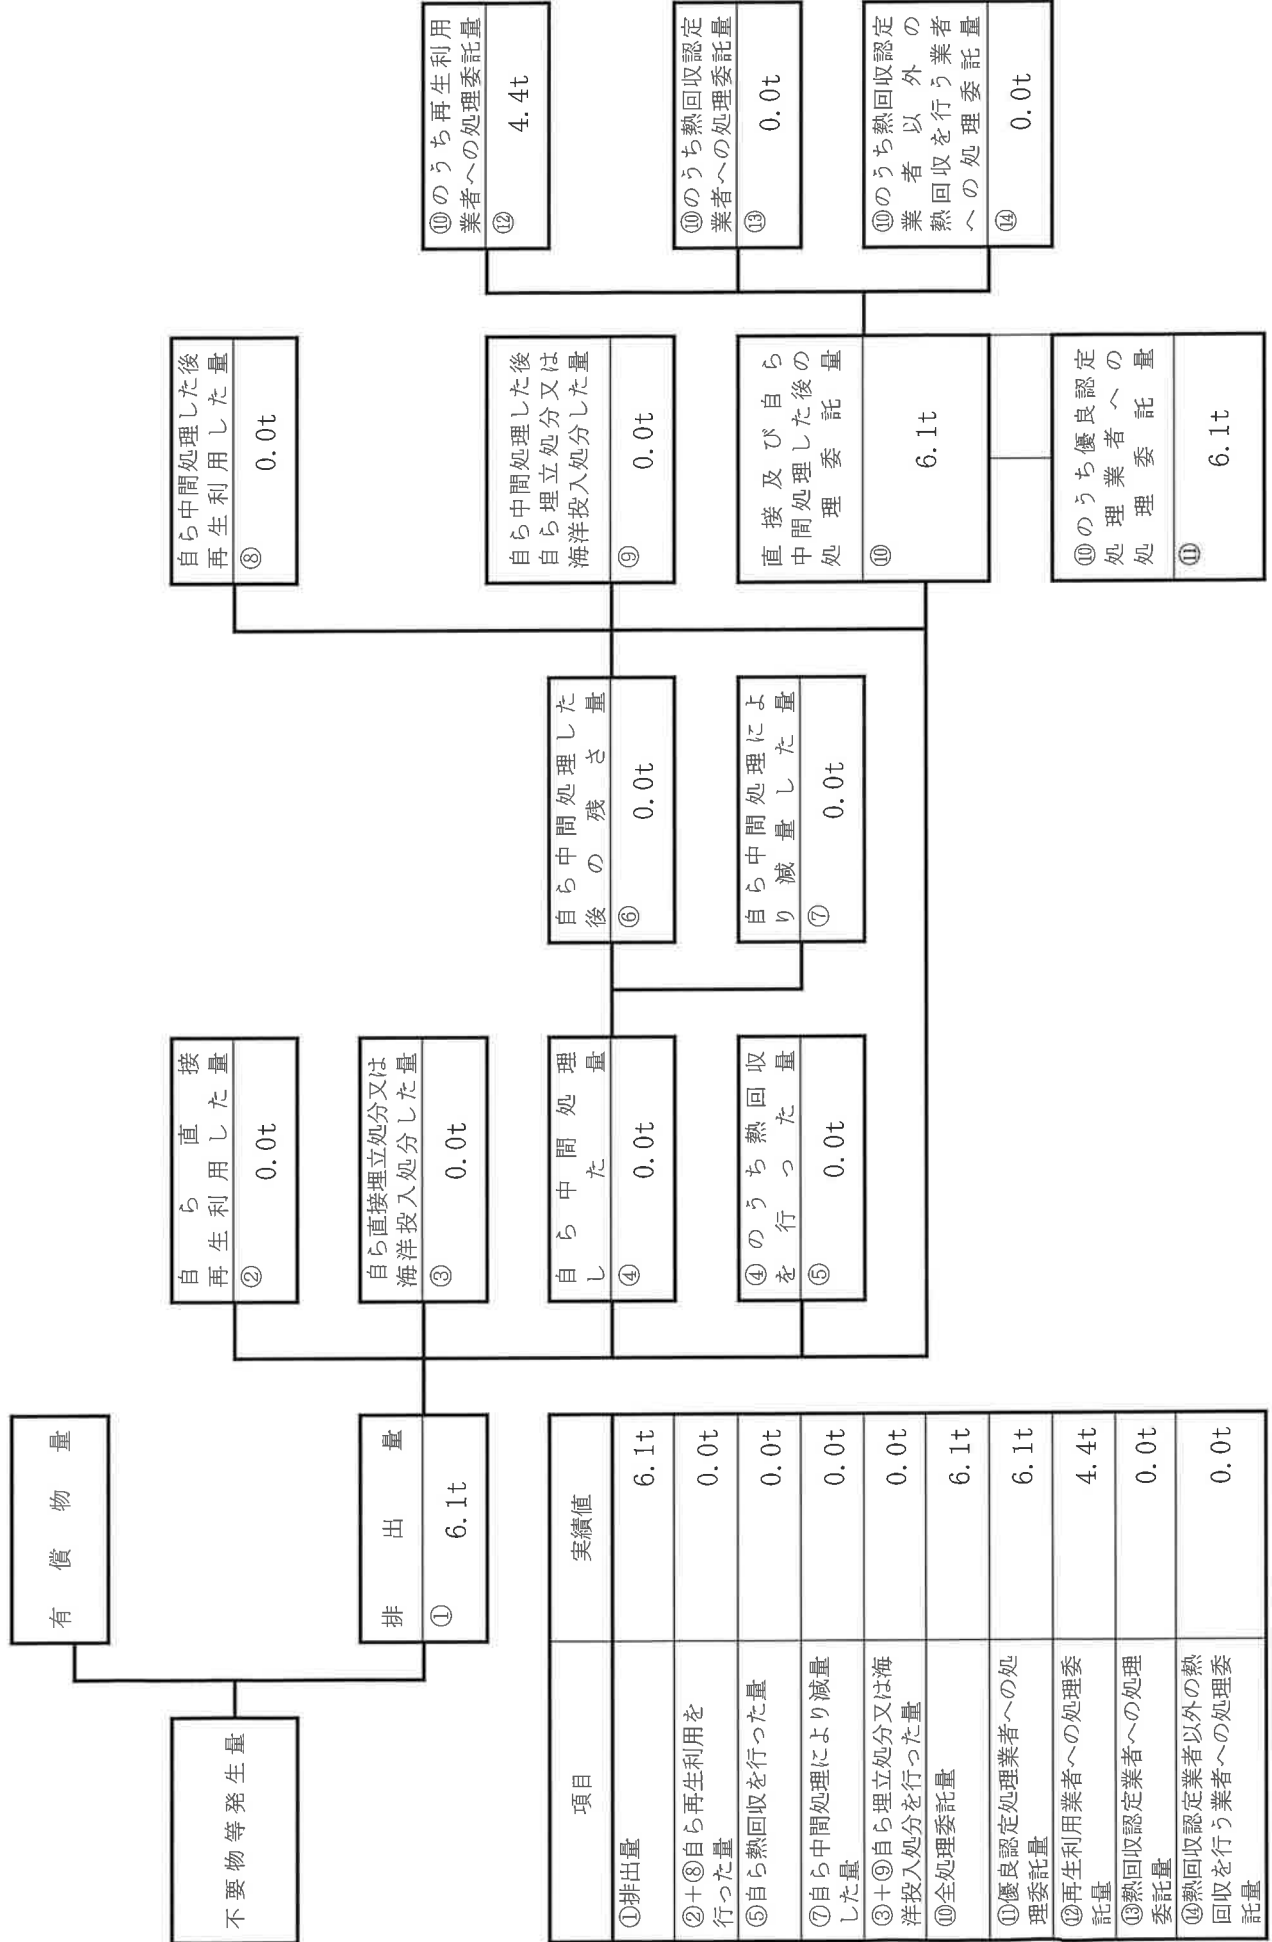 不要物等発生量
有償物量
排出量
①
6.1t
自ら直接
再生利用した量
②
0.0t
自ら直接埋立処分又は
海洋投入処分した量
③
0.0t
自ら中間処理
した量
④
0.0t
④のうち熱回収
を行った量
⑤
0.0t
自ら中間処理した
後の残さ量
⑥
0.0t
自ら中間処理によ
り減量した量
⑦
0.0t
自ら中間処理した後
再生利用した量
⑧
0.0t
自ら中間処理した後
自ら埋立処分又は
海洋投入処分した量
⑨
0.0t
直接及び自ら
中間処理した後の
処理委託量
⑩
6.1t
⑩のうち優良認定
処理業者への
処理委託量
⑪
6.1t
⑩のうち再生利用
業者への処理委託量
⑫
4.4t
⑩のうち熱回収認定
業者への処理委託量
⑬
0.0t
⑩のうち熱回収認定
業者以外の
熱回収を行う業者
への処理委託量
⑭
0.0t
項目 実績値
①排出量 6.1t
②+⑧自ら再生利用を
行った量 0.0t
⑤自ら熱回収を行った量 0.0t
⑦自ら中間処理により減量
した量 0.0t
③+⑨自ら埋立処分又は海
洋投入処分を行った量 0.0t
⑩全処理委託量 6.1t
⑪優良認定処理業者への処
理委託量 6.1t
⑫再生利用業者への処理委
託量 4.4t
⑬熱回収認定業者への処理
委託量 0.0t
⑭熱回収認定業者以外の熱
回収を行う業者への処理委
託量 0.0t